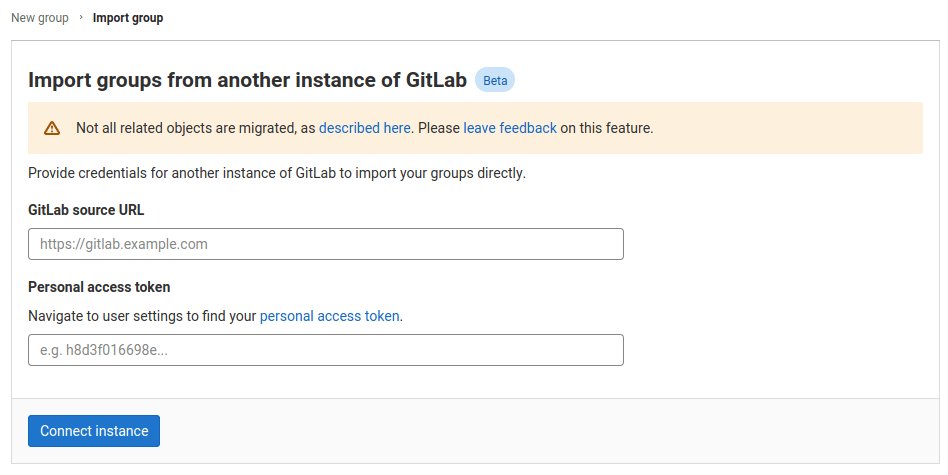 New group › Import group
Import groups from another instance of GitLab Beta
Not all related objects are migrated, as described here. Please leave feedback on this feature.
Provide credentials for another instance of GitLab to import your groups directly.
GitLab source URL
https://gitlab.example.com
Personal access token
Navigate to user settings to find your personal access token.
e.g. h8d3f016698e...
Connect instance